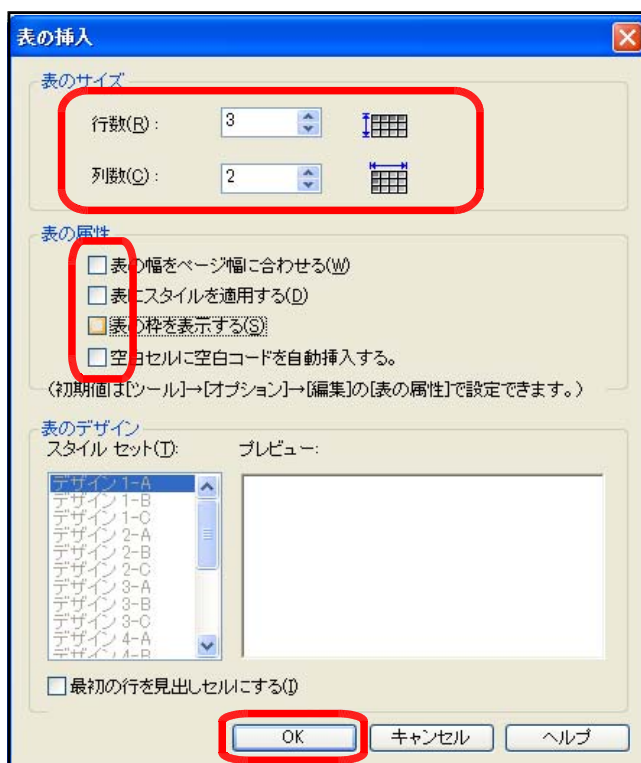 表の挿入
表のサイズ
行数(R):
3
列数(C):
2
表の属性
表の幅をページ幅に合わせる(W)
表にスタイルを適用する(D)
表の枠を表示する(S)
空白セルに空白コードを自動挿入する。
(初期値は[ツール]→[オプション]→[編集]の[表の属性]で設定できます。)
表のデザイン
スタイル セット(T):
プレビュー:
デザイン 1-A
デザイン 1-B
デザイン 1-C
デザイン 2-A
デザイン 2-B
デザイン 2-C
デザイン 3-A
デザイン 3-B
デザイン 3-C
デザイン 4-A
デザイン 4-B
最初の行を見出しセルにする(I)
OK
キャンセル
ヘルプ